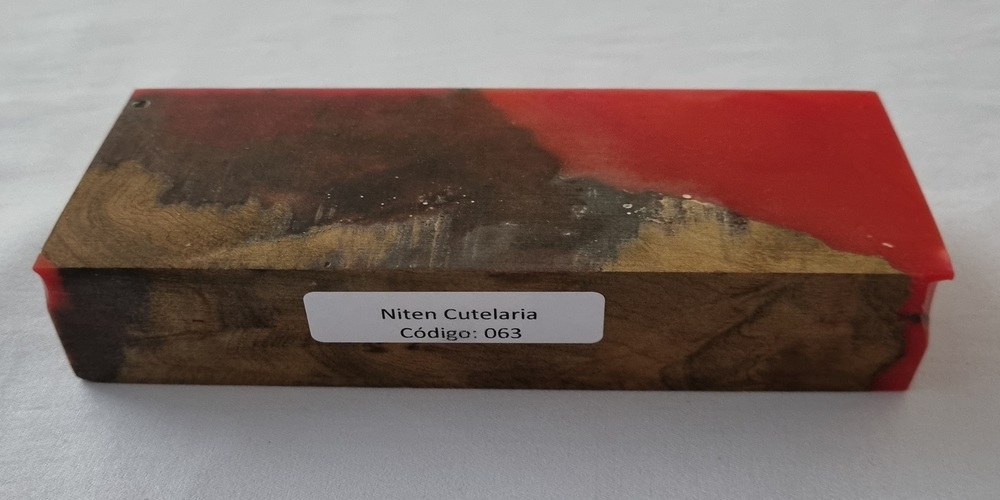 Niten Cutelaria
Código: 063